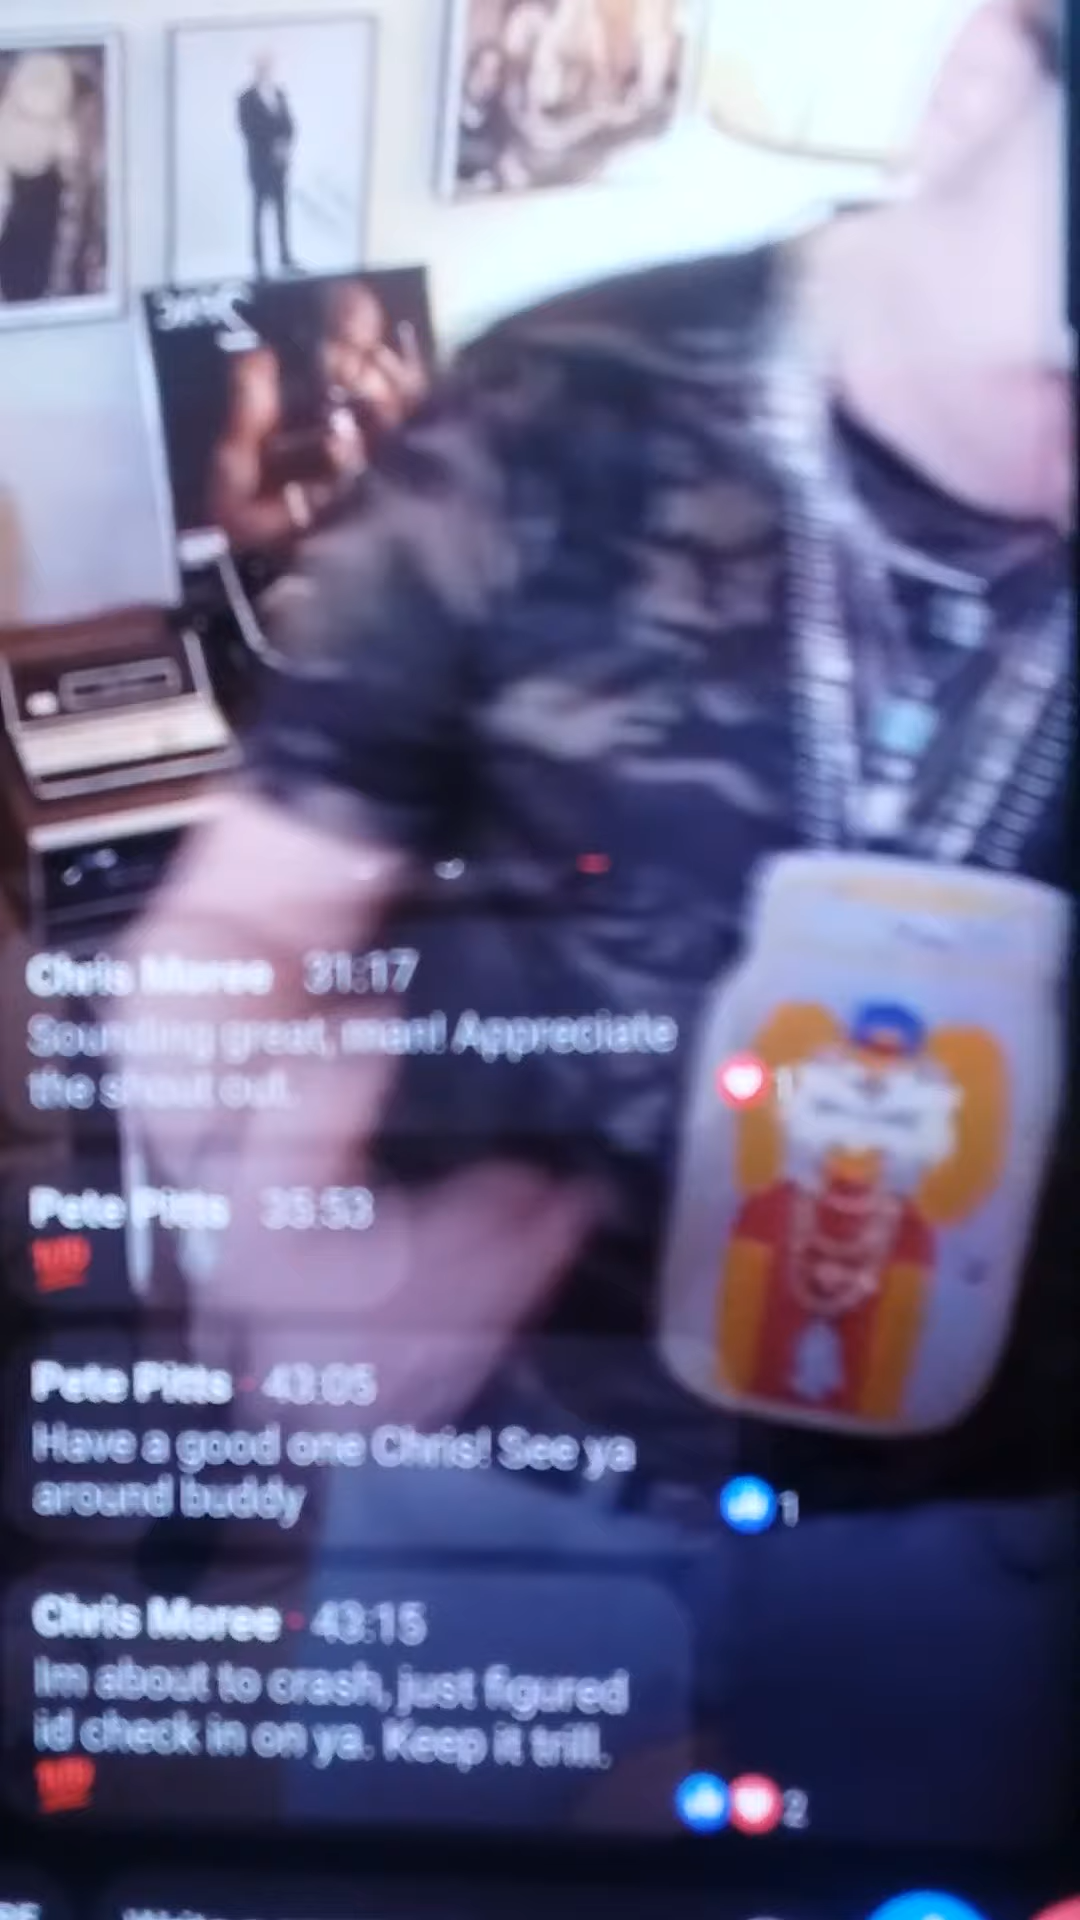 Chris Moree 31:17
Sounding great, man! Appreciate
the shout out.
Pete Pitts 35:53
💯
Pete Pitts · 43:05
Have a good one Chris! See ya
around buddy
1
Chris Moree · 43:15
Im about to crash, just figured
id check in on ya. Keep it trill.
💯
2